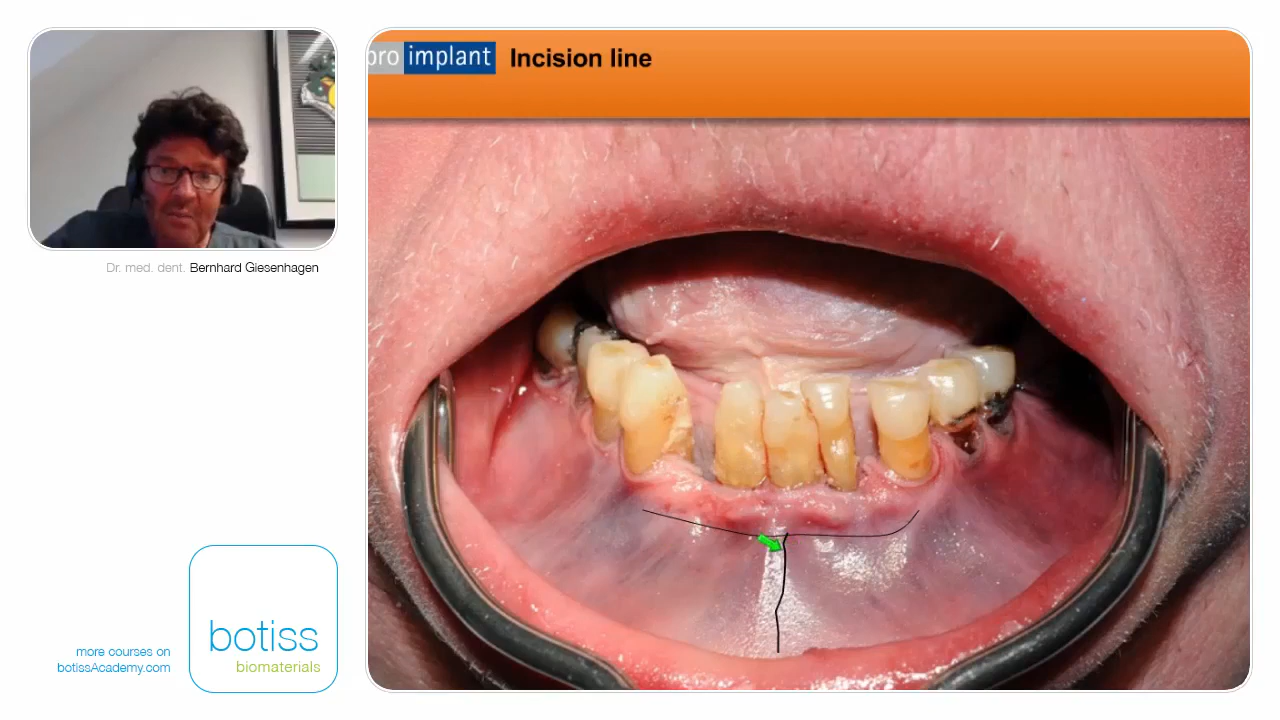 pro implant Incision line
Dr. med. dent. Bernhard Giesenhagen
botiss
biomaterials
more courses on
botissAcademy.com